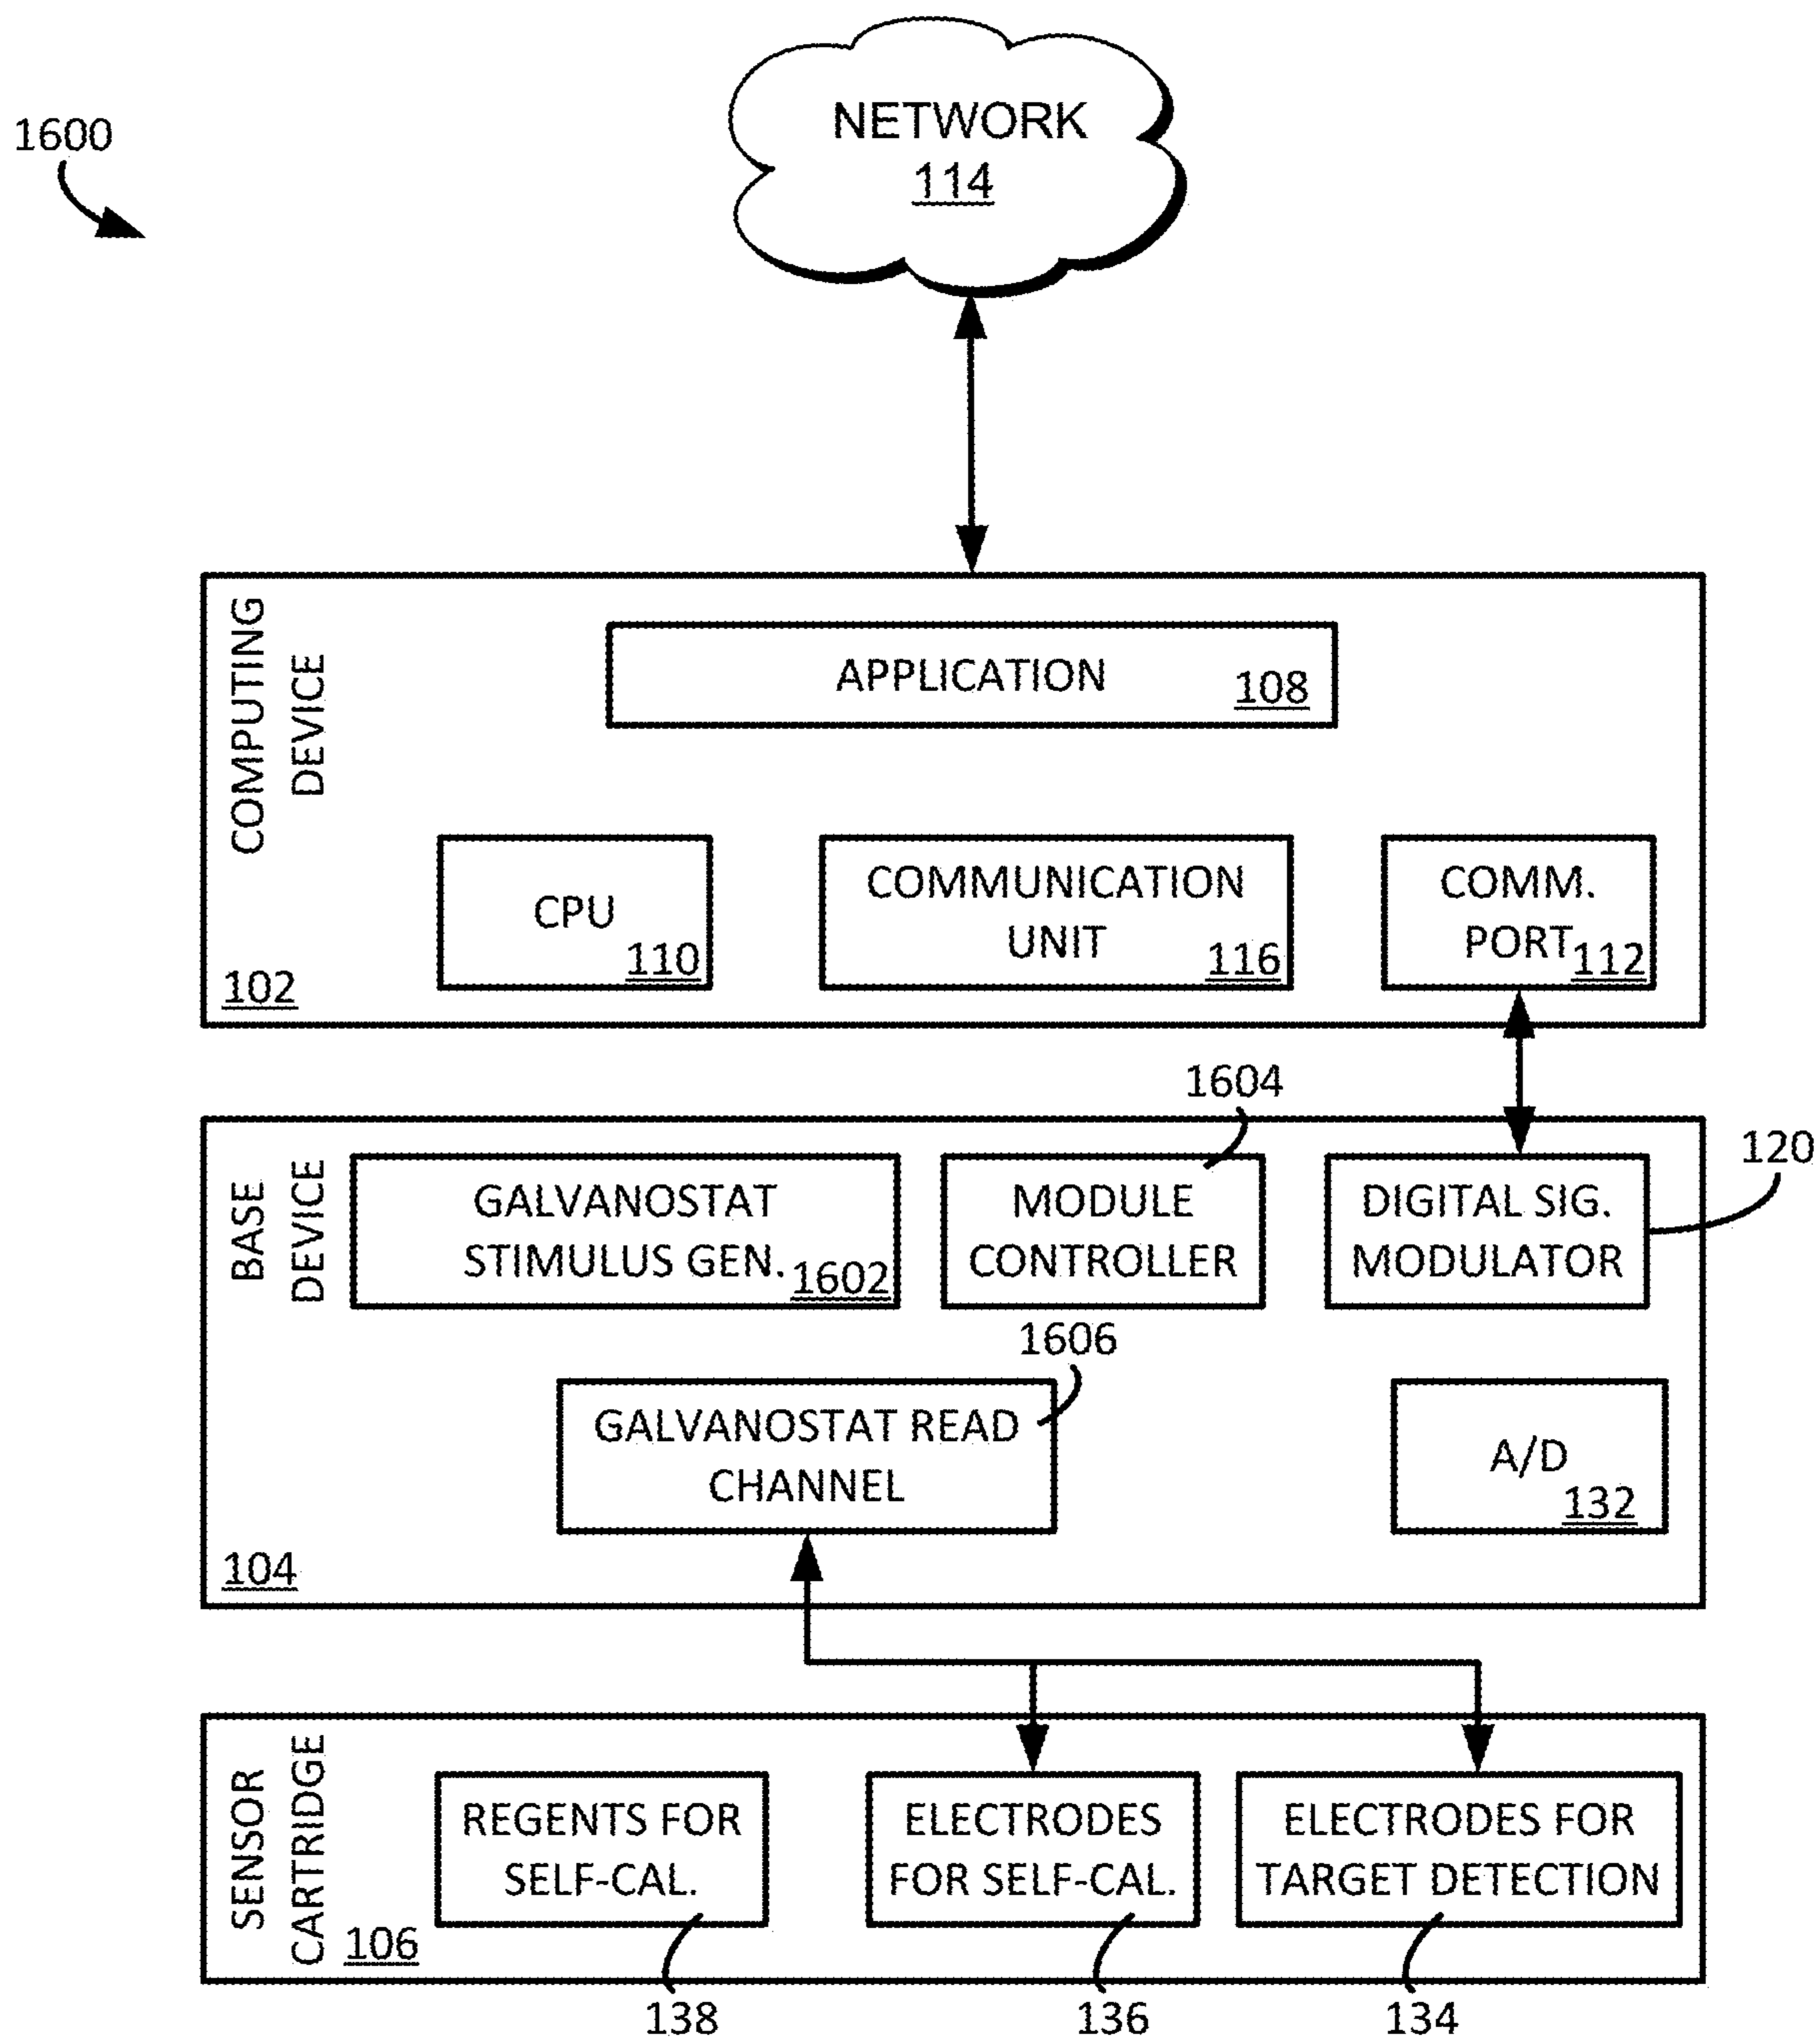 1600
NETWORK
114
COMPUTING
DEVICE
102
APPLICATION
108
CPU
110
COMMUNICATION
UNIT
116
COMM.
PORT
112
1604
120
BASE
DEVICE
104
GALVANOSTAT
STIMULUS GEN.
1602
MODULE
CONTROLLER
DIGITAL SIG.
MODULATOR
1606
GALVANOSTAT READ
CHANNEL
A/D
132
SENSOR
CARTRIDGE
106
REGENTS FOR
SELF-CAL.
ELECTRODES
FOR SELF-CAL.
ELECTRODES FOR
TARGET DETECTION
138
136
134